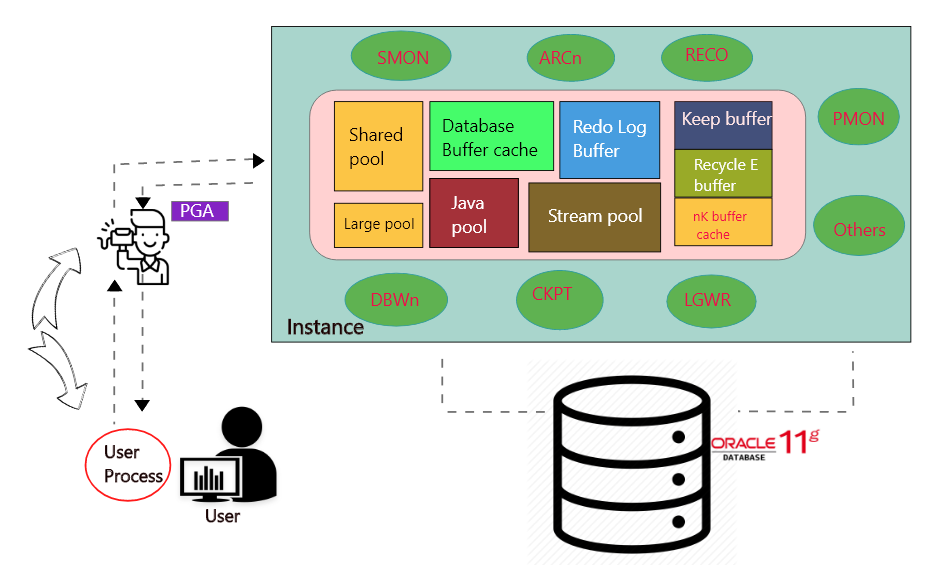 SMON
ARCn
RECO
PMON
Others
Shared
pool
Database
Buffer cache
Redo Log
Buffer
Keep buffer
Recycle E
buffer
nK buffer
cache
Large pool
Java
pool
Stream pool
DBWn
CKPT
LGWR
Instance
PGA
User
Process
User
ORACLE 11g
DATABASE